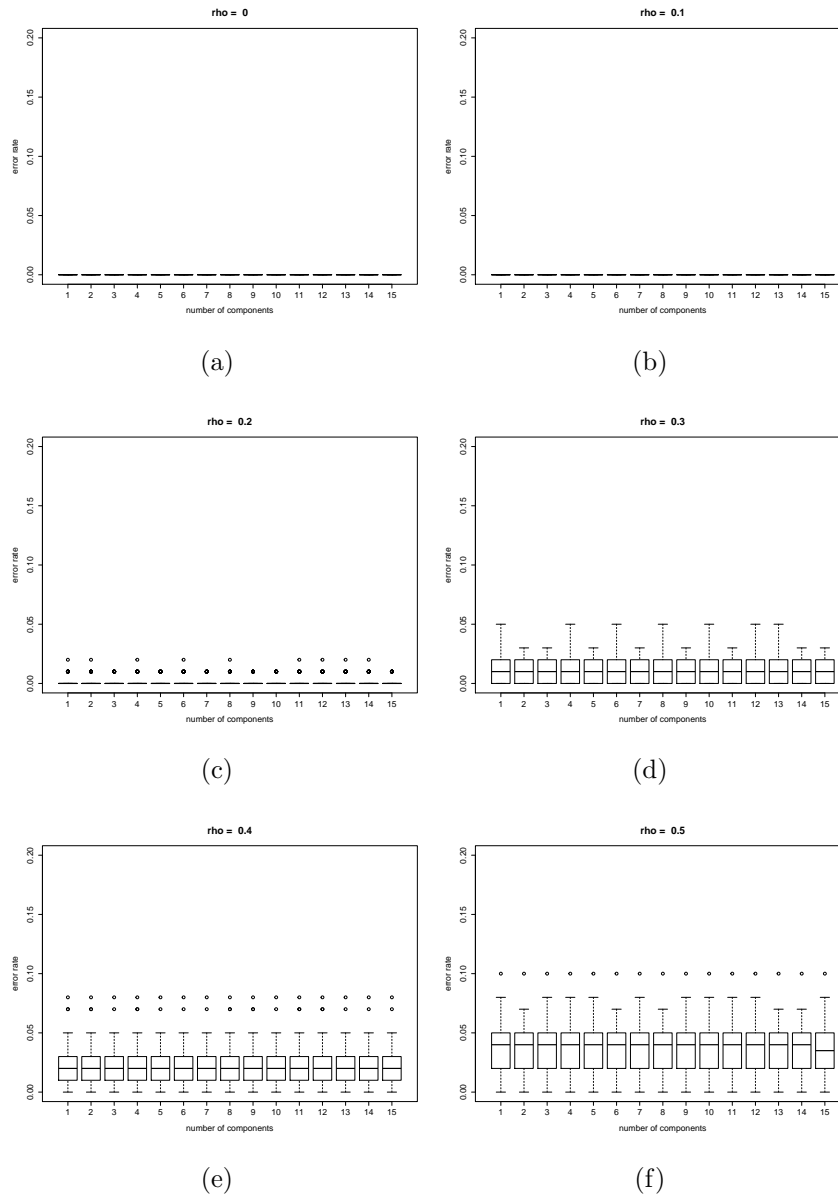 rho = 0
error rate
0.00 0.05 0.10 0.15 0.20
1 2 3 4 5 6 7 8 9 10 11 12 13 14 15
number of components
(a)
rho = 0.1
error rate
0.00 0.05 0.10 0.15 0.20
1 2 3 4 5 6 7 8 9 10 11 12 13 14 15
number of components
(b)
rho = 0.2
error rate
0.00 0.05 0.10 0.15 0.20
1 2 3 4 5 6 7 8 9 10 11 12 13 14 15
number of components
(c)
rho = 0.3
error rate
0.00 0.05 0.10 0.15 0.20
1 2 3 4 5 6 7 8 9 10 11 12 13 14 15
number of components
(d)
rho = 0.4
error rate
0.00 0.05 0.10 0.15 0.20
1 2 3 4 5 6 7 8 9 10 11 12 13 14 15
number of components
(e)
rho = 0.5
error rate
0.00 0.05 0.10 0.15 0.20
1 2 3 4 5 6 7 8 9 10 11 12 13 14 15
number of components
(f)